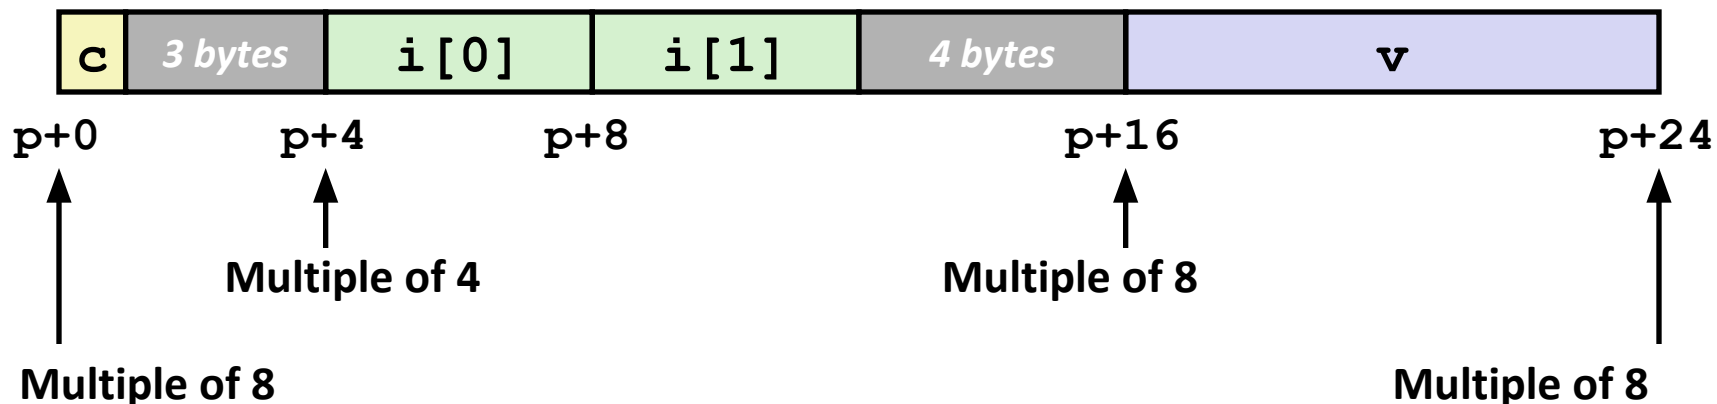 c 3 bytes i[0] i[1] 4 bytes v
p+0 p+4 p+8 p+16 p+24
Multiple of 4 Multiple of 8
Multiple of 8 Multiple of 8